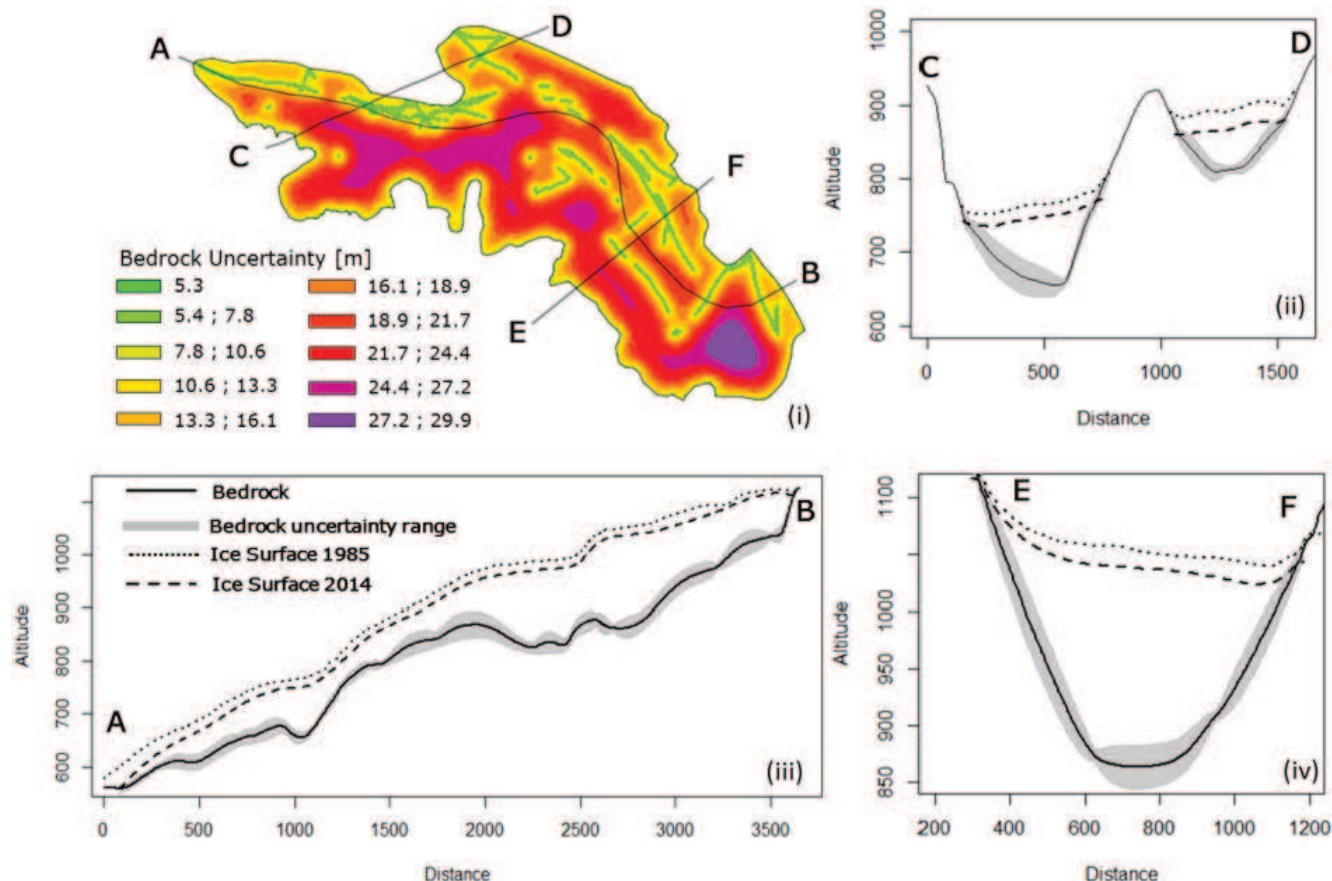 A
D
C
F
E
B
Bedrock Uncertainty [m]
5.3
5.4 ; 7.8
7.8 ; 10.6
10.6 ; 13.3
13.3 ; 16.1
16.1 ; 18.9
18.9 ; 21.7
21.7 ; 24.4
24.4 ; 27.2
27.2 ; 29.9
(i)
C
D
Altitude
1000
900
800
700
600
0
500
1000
1500
Distance
(ii)
Bedrock
Bedrock uncertainty range
Ice Surface 1985
Ice Surface 2014
A
B
Altitude
1000
900
800
700
600
0
500
1000
1500
2000
2500
3000
3500
Distance
(iii)
E
F
Altitude
1100
1000
950
900
850
200
400
600
800
1000
1200
Distance
(iv)